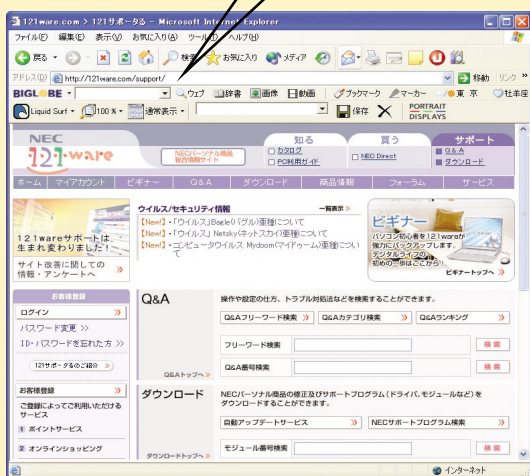 121ware.com > 121サポーターる - Microsoft Internet Explorer
ファイル(F) 編集(E) 表示(V) お気に入り(A) ツール(T) ヘルプ(H)
戻る 検索 お気に入り メディア
アドレス(D) http://121ware.com/support/ 移動 リンク
BIGLOBE ウェブ 辞書 画像 動画 ブックマーク マーカー 東京 牡羊座
Liquid Surf 100 % 通常表示 保存 PORTRAIT DISPLAYS
NEC
121ware
NECパーソナル商品総合情報サイト
知る 買う サポート
カタログ NEC Direct Q&A
PC利用ガイド ダウンロード
ホーム マイアカウント ビギナー Q&A ダウンロード 商品情報 フォーラム サービス
121wareサポートは、
生まれ変わりました!
サイト改善に関しての
情報・アンケートへ
ウイルス/セキュリティ情報 一覧表示
【New!】・「ウイルス」Bagle(バグル)亜種について
【New!】・「ウイルス」Netsky(ネットスカイ)亜種について
【New!】・コンピュータウイルス Mydoom(マイドゥーム)亜種について
ビギナー
パソコン初心者を121wareが
強力にバックアップします。
デジタルライフの
初めの一歩はここから!
ビギナートップへ
お客様登録
ログイン
パスワード変更
ID・パスワードを忘れた方
121サポーターるのご紹介
お客様登録
ご登録によってご利用いただける
サービス
1 ポイントサービス
2 オンラインショッピング
Q&A
Q&Aトップへ
操作や設定の仕方、トラブル対処法などを検索することができます。
Q&Aフリーワード検索 Q&Aカテゴリ検索 Q&Aランキング
フリーワード検索 検索
Q&A番号検索 検索
ダウンロード
ダウンロードトップへ
NECパーソナル商品の修正及びサポートプログラム(ドライバ、モジュールなど)を
ダウンロードすることができます。
自動アップデートサービス NECサポートプログラム検索
モジュール番号検索 検索
インターネット